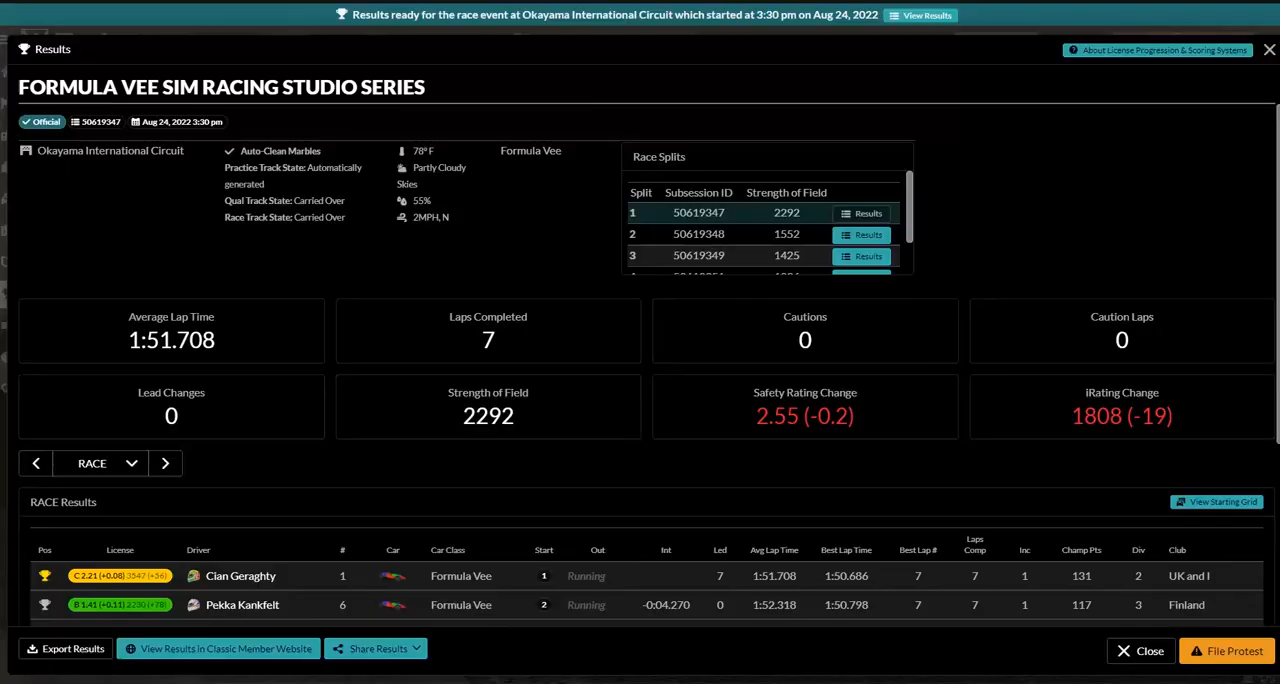 Results ready for the race event at Okayama International Circuit which started at 3:30 pm on Aug 24, 2022 View Results
Results About License Progression & Scoring Systems
FORMULA VEE SIM RACING STUDIO SERIES
Official 50619347 Aug 24, 2022 3:30 pm
Okayama International Circuit
Auto-Clean Marbles
Practice Track State: Automatically
generated
Qual Track State: Carried Over
Race Track State: Carried Over
78° F
Partly Cloudy
Skies
55%
2MPH, N
Formula Vee
Race Splits
Split Subsession ID Strength of Field
1 50619347 2292 Results
2 50619348 1552 Results
3 50619349 1425 Results
Average Lap Time
1:51.708
Laps Completed
7
Cautions
0
Caution Laps
0
Lead Changes
0
Strength of Field
2292
Safety Rating Change
2.55 (-0.2)
iRating Change
1808 (-19)
RACE
RACE Results View Starting Grid
Pos License Driver # Car Car Class Start Out Int Led Avg Lap Time Best Lap Time Best Lap # Laps Comp Inc Champ Pts Div Club
C 2.21 (+0.08) 3547 (+36) Cian Geraghty 1 Formula Vee 1 Running 7 1:51.708 1:50.686 7 7 1 131 2 UK and I
B 1.41 (+0.11) 2230 (+78) Pekka Kankfelt 6 Formula Vee 2 Running -0:04.270 0 1:52.318 1:50.798 7 7 1 117 3 Finland
Export Results View Results in Classic Member Website Share Results Close File Protest